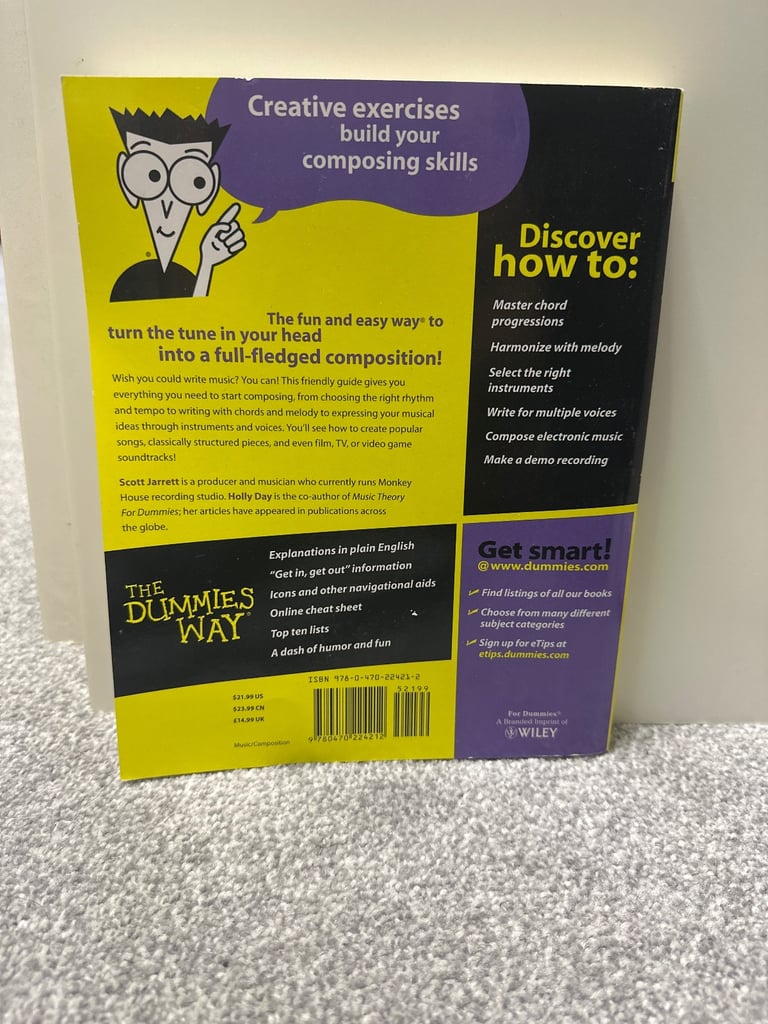 Creative exercises
build your
composing skills
Discover
how to:
Master chord
progressions
Harmonize with melody
Select the right
instruments
Write for multiple voices
Compose electronic music
Make a demo recording
The fun and easy way® to
turn the tune in your head
into a full-fledged composition!
Wish you could write music? You can! This friendly guide gives you
everything you need to start composing, from choosing the right rhythm
and tempo to writing with chords and melody to expressing your musical
ideas through instruments and voices. You'll see how to create popular
songs, classically structured pieces, and even film, TV, or video game
soundtracks!
Scott Jarrett is a producer and musician who currently runs Monkey
House recording studio. Holly Day is the co-author of Music Theory
For Dummies; her articles have appeared in publications across
the globe.
THE
DUMMIES
WAY®
Explanations in plain English
"Get in, get out" information
Icons and other navigational aids
Online cheat sheet
Top ten lists
A dash of humor and fun
Get smart!
@www.dummies.com
Find listings of all our books
Choose from many different
subject categories
Sign up for eTips at
etips.dummies.com
$21.99 US
$23.99 CN
£14.99 UK
Music/Composition
ISBN 978-0-470-22421-2
52199
9 780470 224212
For Dummies®
A Branded Imprint of
WILEY